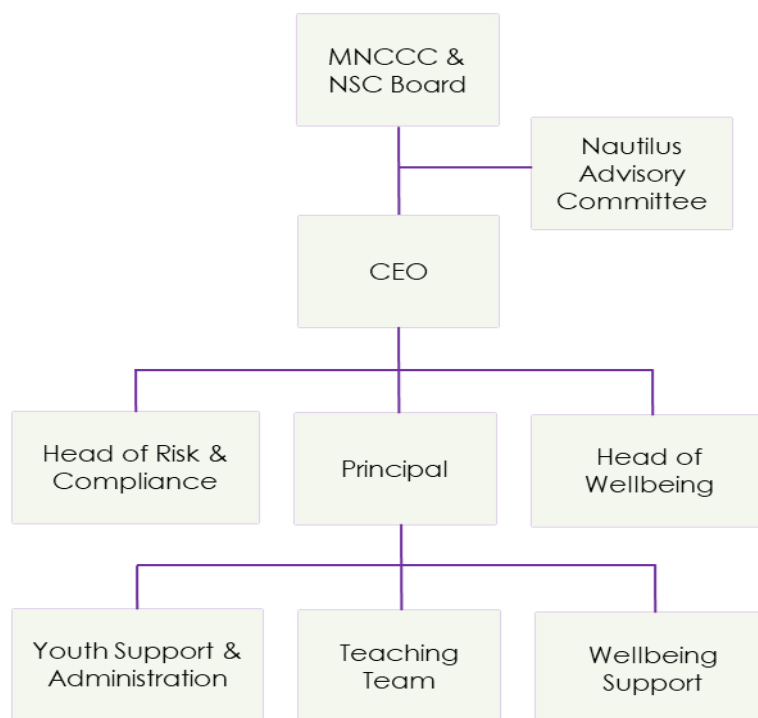 MNCCC &
NSC Board
Nautilus
Advisory
Committee
CEO
Head of Risk &
Compliance
Principal
Head of
Wellbeing
Youth Support &
Administration
Teaching
Team
Wellbeing
Support